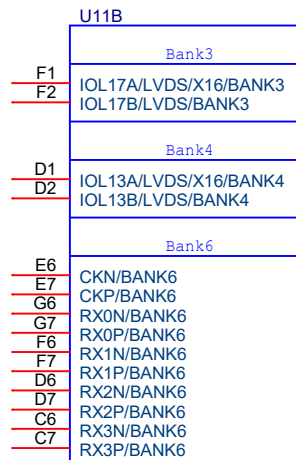 U11B
Bank3
F1 IOL17A/LVDS/X16/BANK3
F2 IOL17B/LVDS/BANK3
Bank4
D1 IOL13A/LVDS/X16/BANK4
D2 IOL13B/LVDS/BANK4
Bank6
E6 CKN/BANK6
E7 CKP/BANK6
G6 RX0N/BANK6
G7 RX0P/BANK6
F6 RX1N/BANK6
F7 RX1P/BANK6
D6 RX2N/BANK6
D7 RX2P/BANK6
C6 RX3N/BANK6
C7 RX3P/BANK6